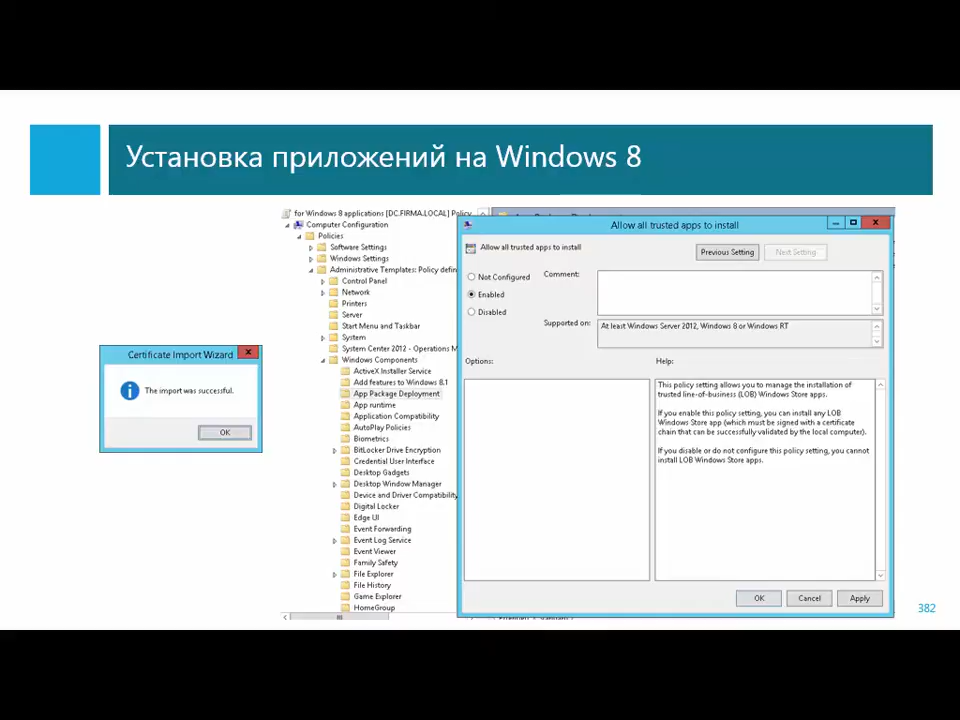 Установка приложений на Windows 8
Certificate Import Wizard
The import was successful.
OK
for Windows 8 applications [DC.FIRMA.LOCAL] Policy
Computer Configuration
Policies
Software Settings
Windows Settings
Administrative Templates: Policy defin
Control Panel
Network
Printers
Server
Start Menu and Taskbar
System
System Center 2012 - Operations M
Windows Components
ActiveX Installer Service
Add features to Windows 8.1
App Package Deployment
App runtime
Application Compatibility
AutoPlay Policies
Biometrics
BitLocker Drive Encryption
Credential User Interface
Desktop Gadgets
Desktop Window Manager
Device and Driver Compatibility
Digital Locker
Edge UI
Event Forwarding
Event Log Service
Event Viewer
Family Safety
File Explorer
File History
Game Explorer
HomeGroup
Allow all trusted apps to install
Allow all trusted apps to install
Previous Setting
Next Setting
Not Configured
Enabled
Disabled
Comment:
Supported on:
At least Windows Server 2012, Windows 8 or Windows RT
Options:
Help:
This policy setting allows you to manage the installation of
trusted line-of-business (LOB) Windows Store apps.
If you enable this policy setting, you can install any LOB
Windows Store app (which must be signed with a certificate
chain that can be successfully validated by the local computer).
If you disable or do not configure this policy setting, you cannot
install LOB Windows Store apps.
OK
Cancel
Apply
382